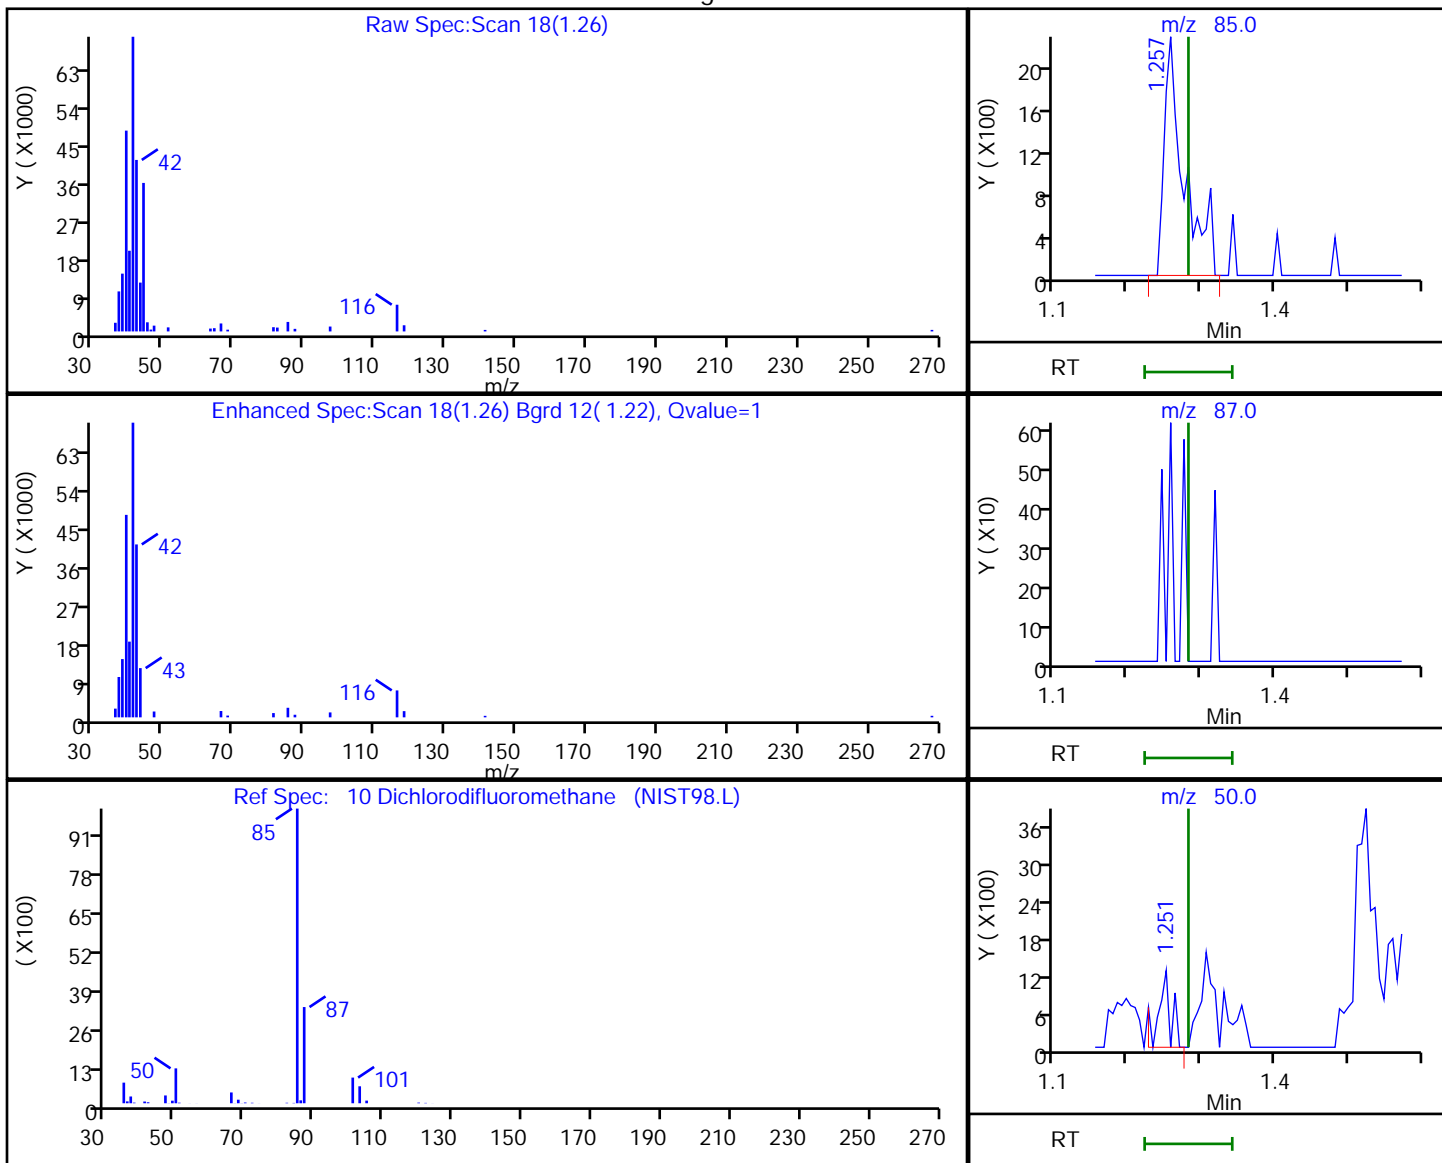 Raw Spec:Scan 18(1.26)
Y ( X1000)
63
54
45
36
27
18
9
0
42
116
30 50 70 90 110 130 150 170 190 210 230 250 270
m/z
m/z 85.0
Y ( X100)
20
16
12
8
4
0
1.257
1.1 1.4
Min
RT
Enhanced Spec:Scan 18(1.26) Bgrd 12( 1.22), Qvalue=1
Y ( X1000)
63
54
45
36
27
18
9
0
42
43
116
30 50 70 90 110 130 150 170 190 210 230 250 270
m/z
m/z 87.0
Y ( X10)
60
50
40
30
20
10
0
1.1 1.4
Min
RT
Ref Spec: 10 Dichlorodifluoromethane (NIST98.L)
( X100)
91
78
65
52
39
26
13
0
85
87
50
101
30 50 70 90 110 130 150 170 190 210 230 250 270
m/z 50.0
Y ( X100)
36
30
24
18
12
6
0
1.251
1.1 1.4
Min
RT